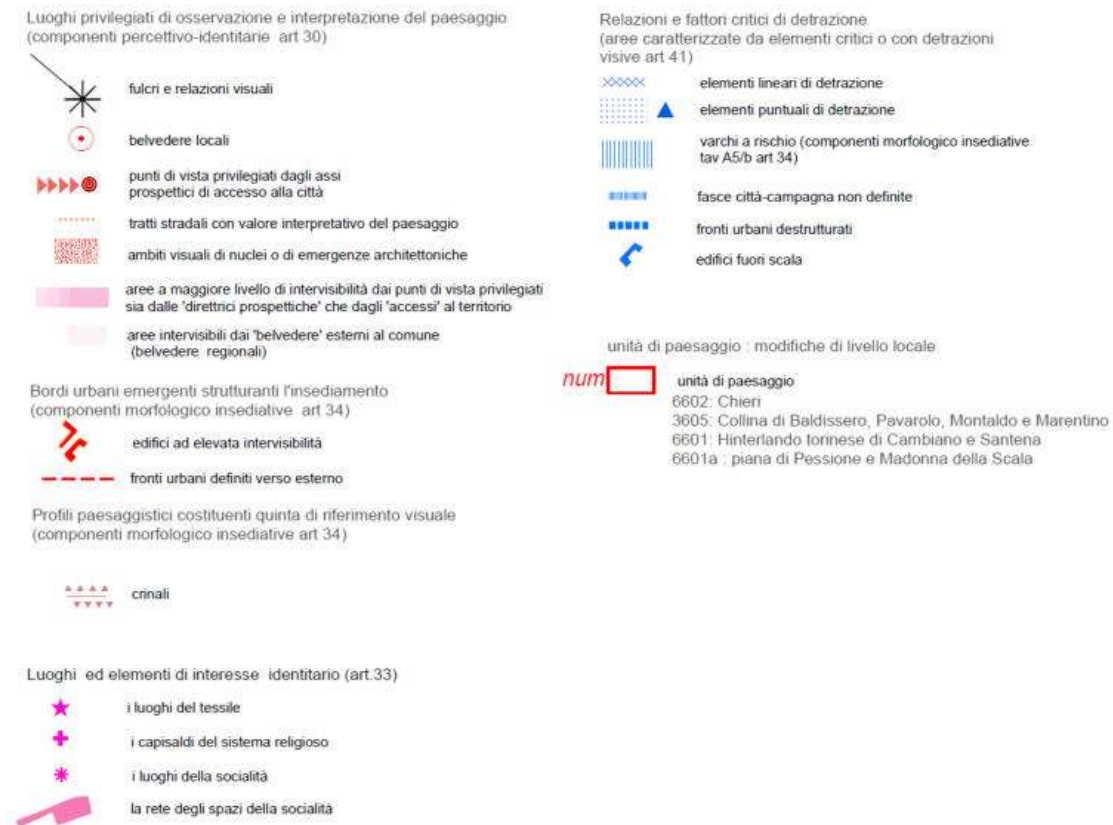 Luoghi privilegiati di osservazione e interpretazione del paesaggio
(componenti percettivo-identitarie art 30)
fulcri e relazioni visuali
belvedere locali
punti di vista privilegiati dagli assi
prospettici di accesso alla città
tratti stradali con valore interpretativo del paesaggio
ambiti visuali di nuclei o di emergenze architettoniche
aree a maggiore livello di intervisibilità dai punti di vista privilegiati
sia dalle 'direttrici prospettiche' che dagli 'accessi' al territorio
aree intervisibili dai 'belvedere' esterni al comune
(belvedere regionali)
Bordi urbani emergenti strutturanti l'insediamento
(componenti morfologico insediative art 34)
edifici ad elevata intervisibilità
fronti urbani definiti verso esterno
Profili paesaggistici costituenti quinta di riferimento visuale
(componenti morfologico insediative art 34)
crinali
Luoghi ed elementi di interesse identitario (art.33)
i luoghi del tessile
i capisaldi del sistema religioso
i luoghi della socialità
la rete degli spazi della socialità
Relazioni e fattori critici di detrazione
(aree caratterizzate da elementi critici o con detrazioni
visive art 41)
elementi lineari di detrazione
elementi puntuali di detrazione
varchi a rischio (componenti morfologico insediative
tav A5/b art 34)
fasce città-campagna non definite
fronti urbani destrutturati
edifici fuori scala
unità di paesaggio : modifiche di livello locale
num unità di paesaggio
6602: Chieri
3605: Collina di Baldissero, Pavarolo, Montaldo e Marentino
6601: Hinterlando torinese di Cambiano e Santena
6601a : piana di Pessione e Madonna della Scala